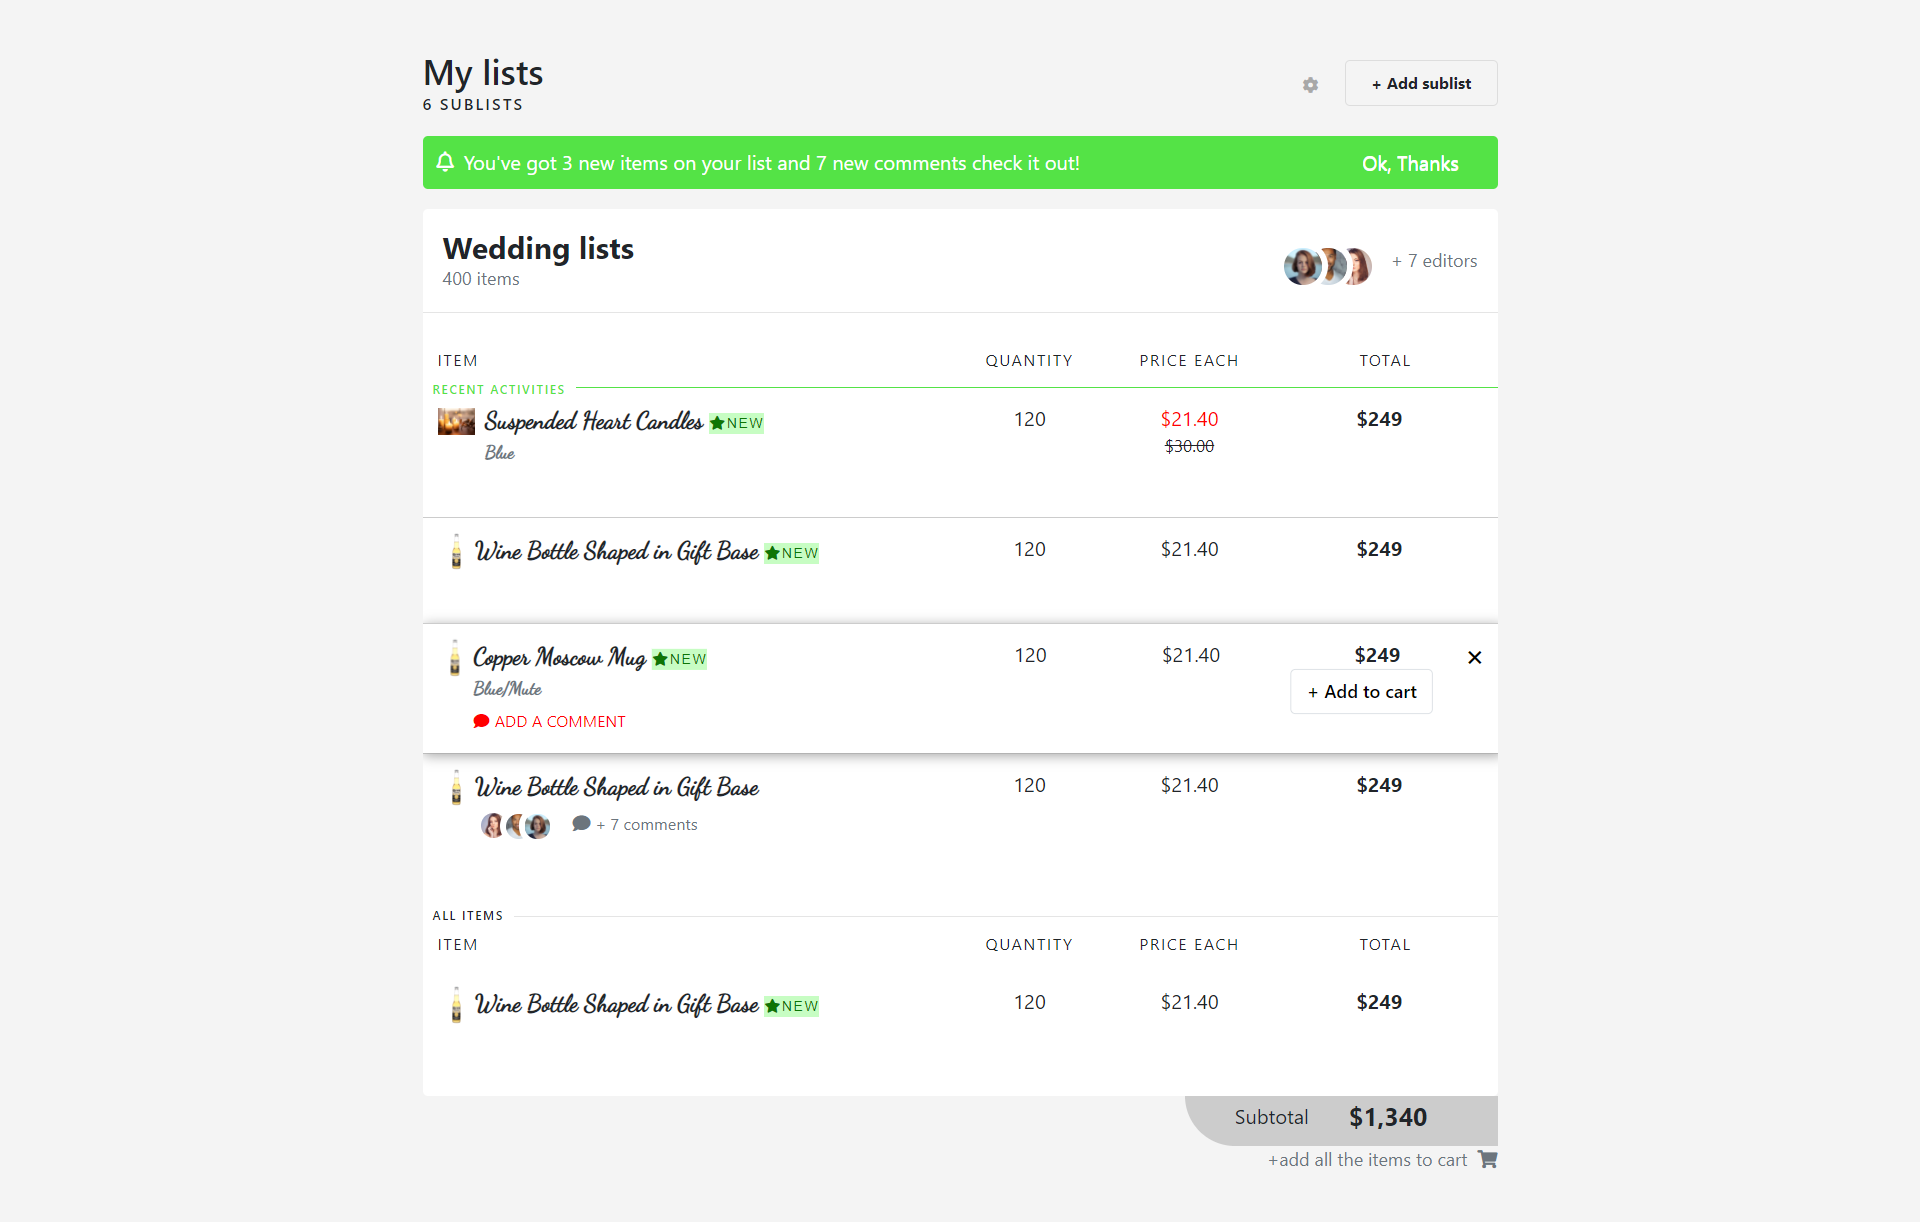 My lists
6 SUBLISTS
+ Add sublist
You've got 3 new items on your list and 7 new comments check it out!
Ok, Thanks
Wedding lists
400 items
+ 7 editors
ITEM QUANTITY PRICE EACH TOTAL
RECENT ACTIVITIES
Suspended Heart Candles NEW 120 $21.40 $249
Blue $30.00
Wine Bottle Shaped in Gift Base NEW 120 $21.40 $249
Copper Moscow Mug NEW 120 $21.40 $249
Blue/Mute + Add to cart
ADD A COMMENT
Wine Bottle Shaped in Gift Base 120 $21.40 $249
+ 7 comments
ALL ITEMS
ITEM QUANTITY PRICE EACH TOTAL
Wine Bottle Shaped in Gift Base NEW 120 $21.40 $249
Subtotal $1,340
+add all the items to cart